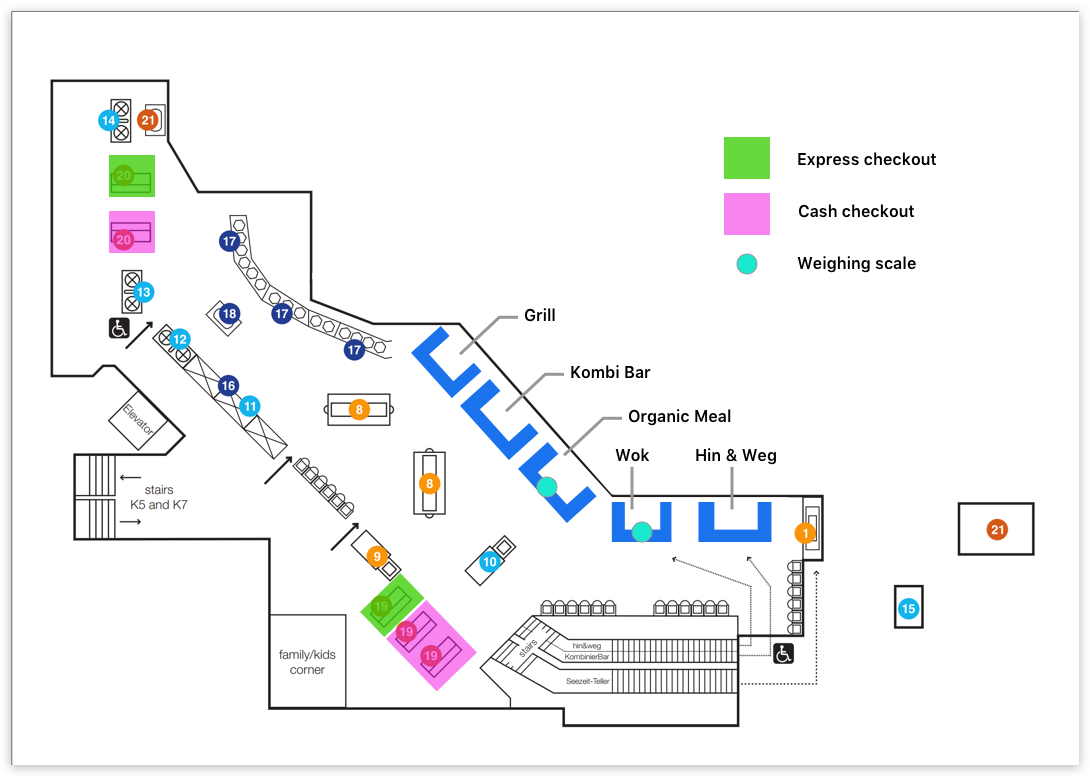 14
21
20
20
Express checkout
Cash checkout
Weighing scale
17
17
17
13
18
12
16
11
Grill
Kombi Bar
Organic Meal
Wok
Hin & Weg
8
8
Elevator
stairs
K5 and K7
9
10
1
21
15
19
19
19
family/kids
corner
stairs
hin&weg
KombinierBar
Seezeit-Teller